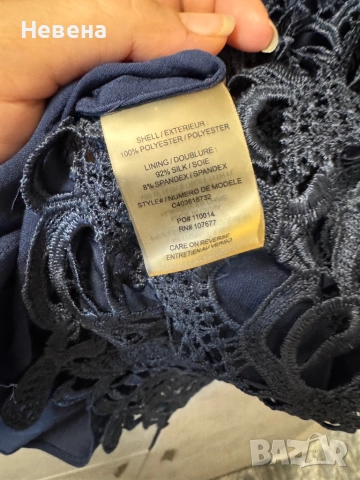 Невена
SHELL / EXTERIEUR :
100% POLYESTER / POLYESTER
LINING / DOUBLURE :
92% SILK / SOIE
8% SPANDEX / SPANDEX
STYLE# / NUMERO DE MODELE
C403618732
PO# 110014
RN# 107677
CARE ON REVERSE
ENTRETIEN AU VERSO
BAZAR